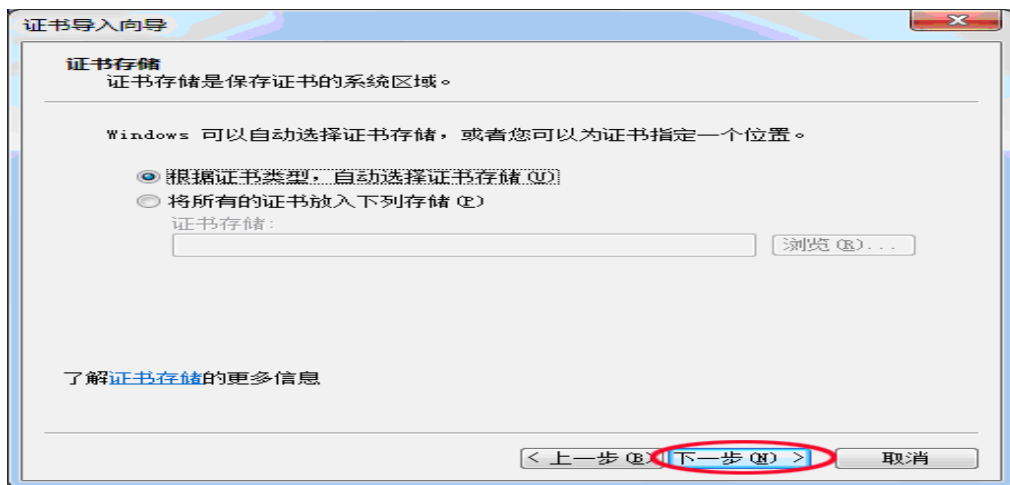 证书导入向导
证书存储
证书存储是保存证书的系统区域。
Windows 可以自动选择证书存储，或者您可以为证书指定一个位置。
根据证书类型，自动选择证书存储(U)
将所有的证书放入下列存储(P)
证书存储:
浏览(R)...
了解证书存储的更多信息
< 上一步(B) 下一步(N) > 取消